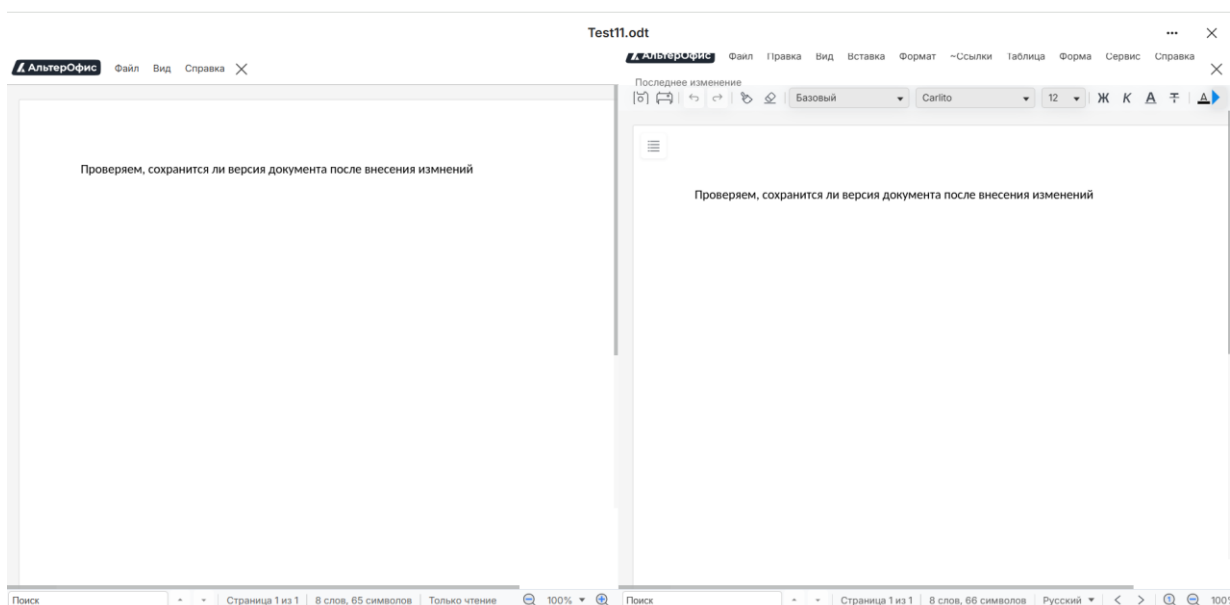 Test11.odt
АльтерОфис Файл Вид Справка
АльтерОфис Файл Правка Вид Вставка Формат ~Ссылки Таблица Форма Сервис Справка
Последнее изменение
Базовый Carlito 12 Ж К А Т А
Проверяем, сохранится ли версия документа после внесения измнений
Проверяем, сохранится ли версия документа после внесения изменений
Поиск Страница 1 из 1 8 слов, 65 символов Только чтение 100%
Поиск Страница 1 из 1 8 слов, 66 символов Русский 100